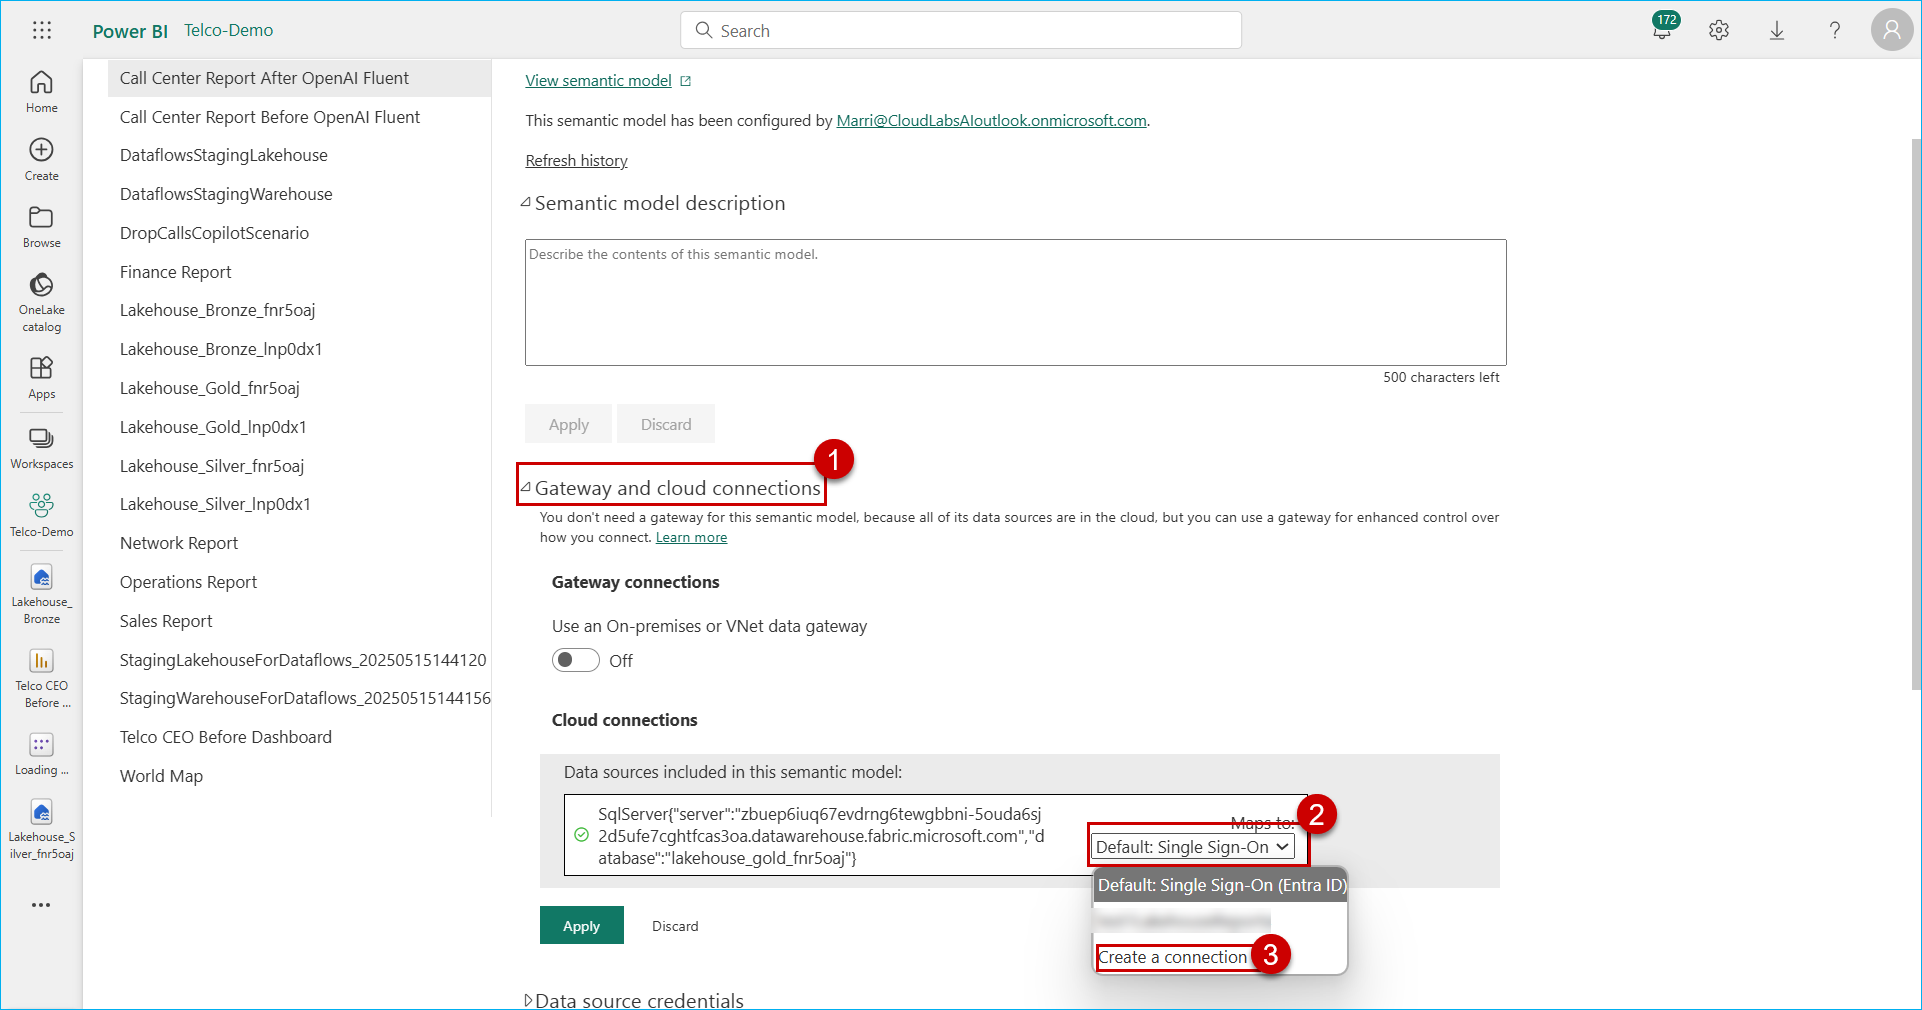 Power BI Telco-Demo
Search
172
Home
Create
Browse
OneLake
catalog
Apps
Workspaces
Telco-Demo
Lakehouse_
Bronze
Telco CEO
Before ...
Loading ...
Lakehouse_S
ilver_fnr5oaj
Call Center Report After OpenAI Fluent
Call Center Report Before OpenAI Fluent
DataflowsStagingLakehouse
DataflowsStagingWarehouse
DropCallsCopilotScenario
Finance Report
Lakehouse_Bronze_fnr5oaj
Lakehouse_Bronze_lnp0dx1
Lakehouse_Gold_fnr5oaj
Lakehouse_Gold_lnp0dx1
Lakehouse_Silver_fnr5oaj
Lakehouse_Silver_lnp0dx1
Network Report
Operations Report
Sales Report
StagingLakehouseForDataflows_20250515144120
StagingWarehouseForDataflows_20250515144156
Telco CEO Before Dashboard
World Map
View semantic model
This semantic model has been configured by Marri@CloudLabsAIoutlook.onmicrosoft.com.
Refresh history
Semantic model description
Describe the contents of this semantic model.
500 characters left
Apply Discard
1
Gateway and cloud connections
You don't need a gateway for this semantic model, because all of its data sources are in the cloud, but you can use a gateway for enhanced control over
how you connect. Learn more
Gateway connections
Use an On-premises or VNet data gateway
Off
Cloud connections
Data sources included in this semantic model:
SqlServer{"server":"zbuep6iuq67evdrng6tewgbbni-5ouda6sj
2d5ufe7cghtfcas3oa.datawarehouse.fabric.microsoft.com","d
atabase":"lakehouse_gold_fnr5oaj"}
Maps to:
2
Default: Single Sign-On
Default: Single Sign-On (Entra ID)
Create a connection
3
Apply Discard
Data source credentials